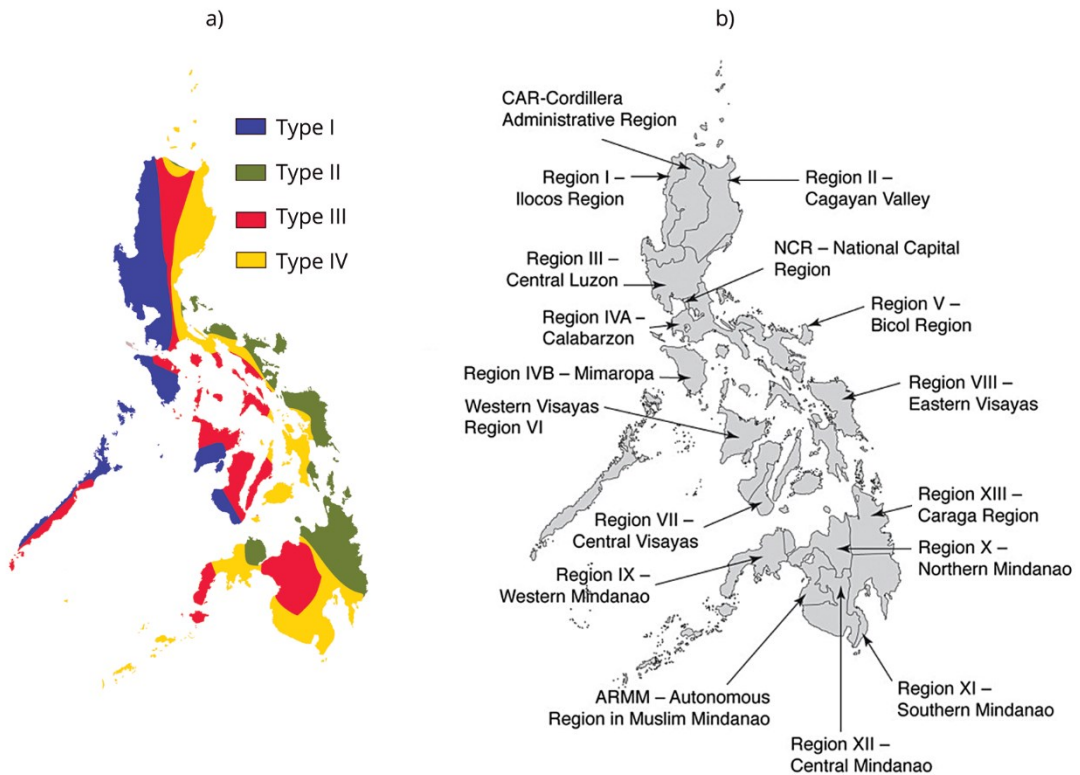 a)
Type I
Type II
Type III
Type IV
b)
CAR-Cordillera
Administrative Region
Region I –
Ilocos Region
Region II –
Cagayan Valley
Region III –
Central Luzon
NCR – National Capital
Region
Region IVA –
Calabarzon
Region V –
Bicol Region
Region IVB – Mimaropa
Western Visayas
Region VI
Region VIII –
Eastern Visayas
Region VII –
Central Visayas
Region XIII –
Caraga Region
Region X –
Northern Mindanao
Region IX –
Western Mindanao
ARMM – Autonomous
Region in Muslim Mindanao
Region XI –
Southern Mindanao
Region XII –
Central Mindanao